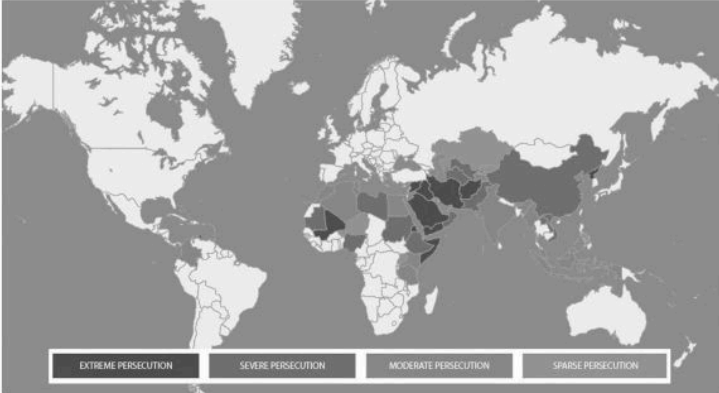 EXTREME PERSECUTION
SEVERE PERSECUTION
MODERATE PERSECUTION
SPARSE PERSECUTION